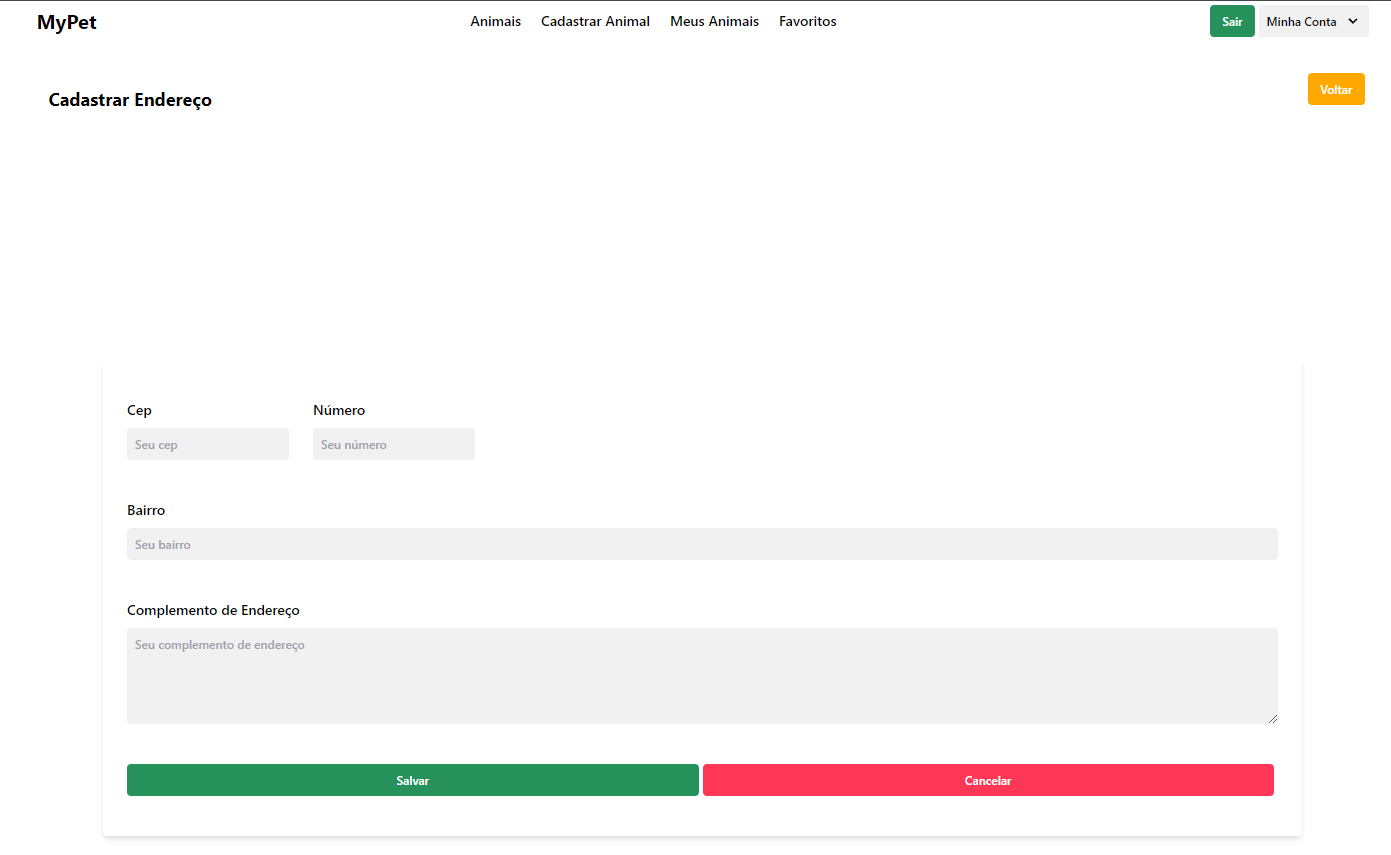 MyPet
Animais Cadastrar Animal Meus Animais Favoritos
Sair Minha Conta
Cadastrar Endereço
Voltar
Cep Número
Seu cep Seu número
Bairro
Seu bairro
Complemento de Endereço
Seu complemento de endereço
Salvar Cancelar